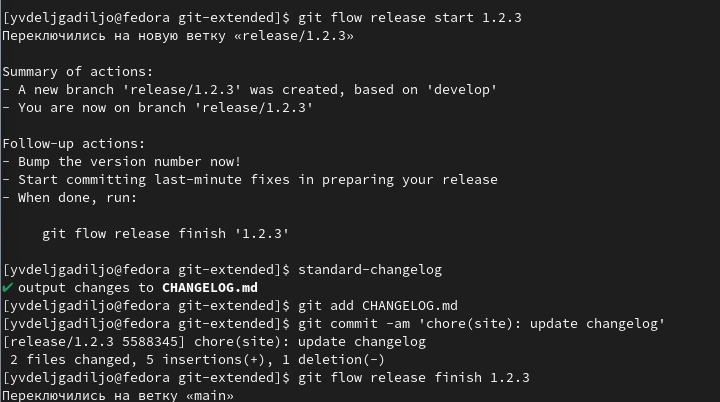 [yvdeljgadiljo@fedora git-extended]$ git flow release start 1.2.3
Переключились на новую ветку «release/1.2.3»
Summary of actions:
- A new branch 'release/1.2.3' was created, based on 'develop'
- You are now on branch 'release/1.2.3'
Follow-up actions:
- Bump the version number now!
- Start committing last-minute fixes in preparing your release
- When done, run:
git flow release finish '1.2.3'
[yvdeljgadiljo@fedora git-extended]$ standard-changelog
✔ output changes to CHANGELOG.md
[yvdeljgadiljo@fedora git-extended]$ git add CHANGELOG.md
[yvdeljgadiljo@fedora git-extended]$ git commit -am 'chore(site): update changelog'
[release/1.2.3 5588345] chore(site): update changelog
2 files changed, 5 insertions(+), 1 deletion(-)
[yvdeljgadiljo@fedora git-extended]$ git flow release finish 1.2.3
Переключились на ветку «main»